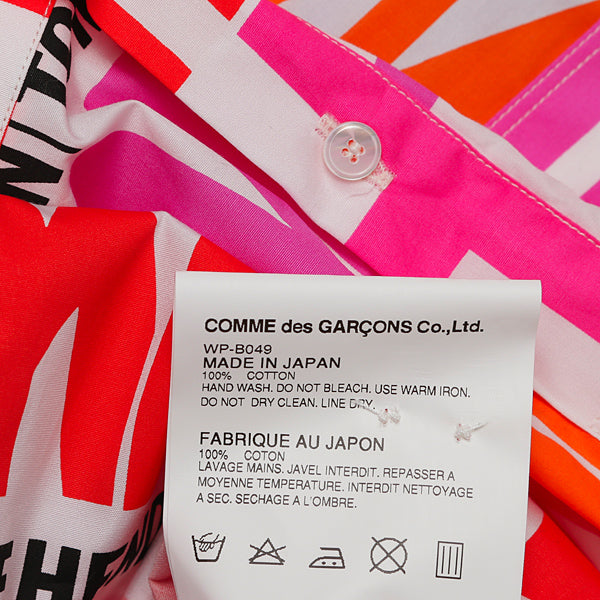 COMME des GARÇONS Co.,Ltd.
WP-B049
MADE IN JAPAN
100% COTTON
HAND WASH. DO NOT BLEACH. USE WARM IRON.
DO NOT DRY CLEAN. LINE DRY.
FABRIQUE AU JAPON
100% COTON
LAVAGE MAINS. JAVEL INTERDIT. REPASSER A
MOYENNE TEMPERATURE. INTERDIT NETTOYAGE
A SEC. SECHAGE A L'OMBRE.